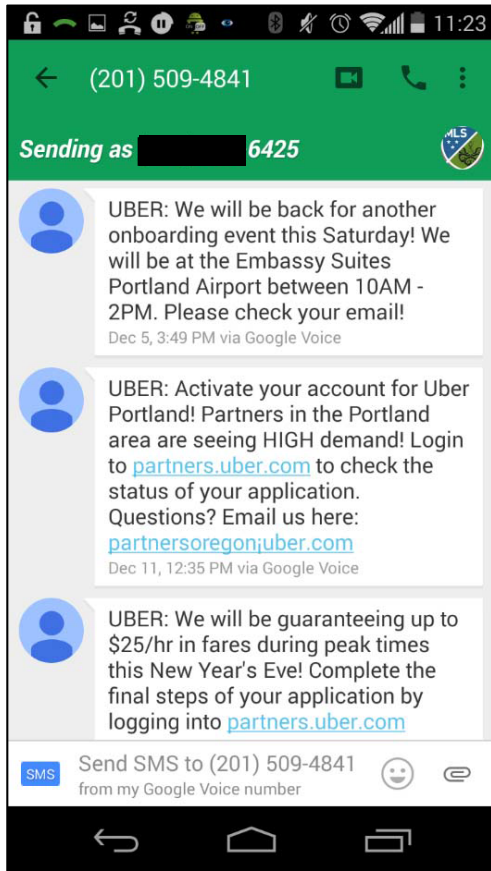 11:23
(201) 509-4841
Sending as 6425
MLS
UBER: We will be back for another
onboarding event this Saturday! We
will be at the Embassy Suites
Portland Airport between 10AM -
2PM. Please check your email!
Dec 5, 3:49 PM via Google Voice
UBER: Activate your account for Uber
Portland! Partners in the Portland
area are seeing HIGH demand! Login
to partners.uber.com to check the
status of your application.
Questions? Email us here:
partnersoregon¡uber.com
Dec 11, 12:35 PM via Google Voice
UBER: We will be guaranteeing up to
$25/hr in fares during peak times
this New Year's Eve! Complete the
final steps of your application by
logging into partners.uber.com
SMS
Send SMS to (201) 509-4841
from my Google Voice number